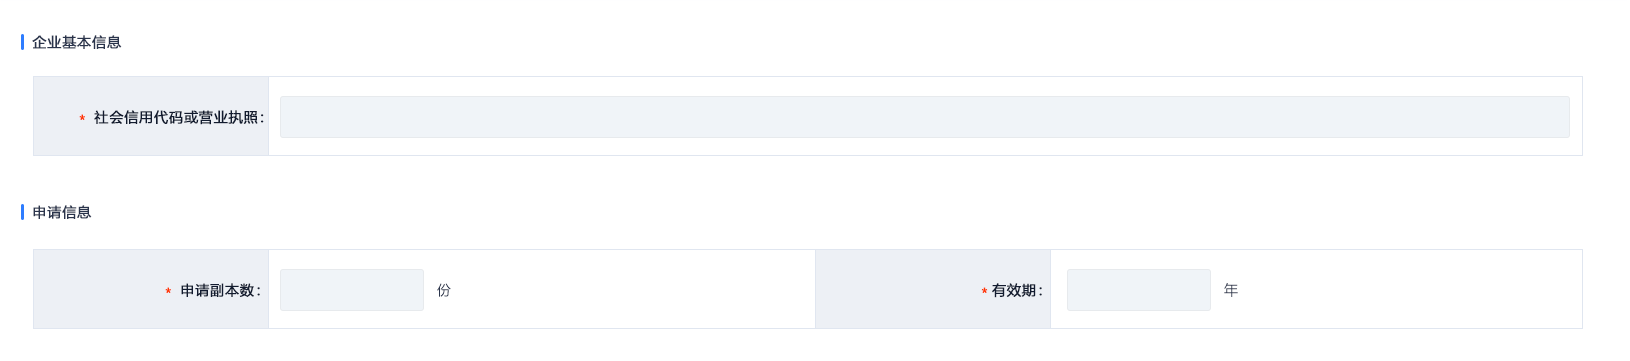 企业基本信息
* 社会信用代码或营业执照：
申请信息
* 申请副本数： 份 * 有效期： 年